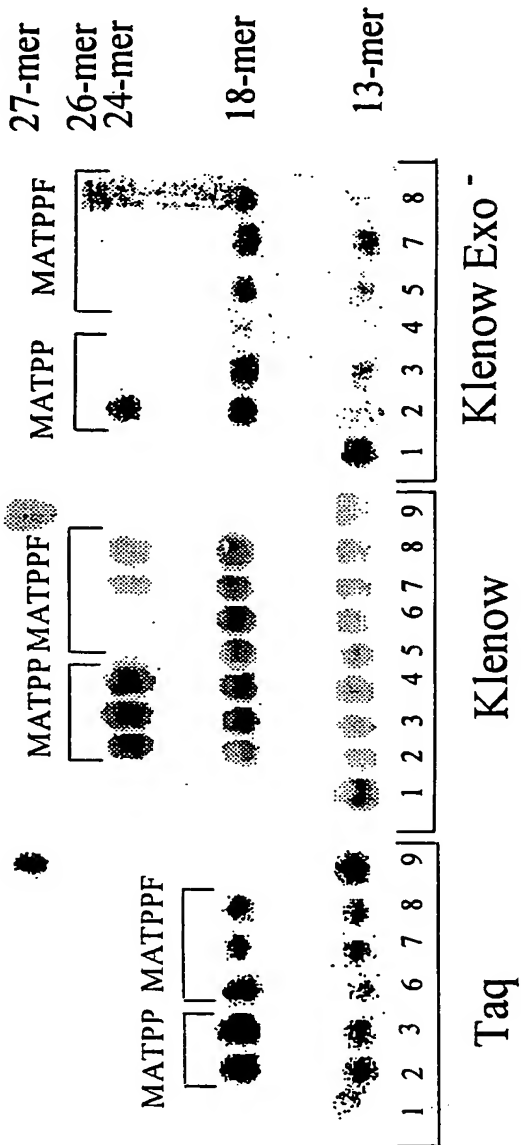 27-mer
26-mer
24-mer
18-mer
13-mer
MATPP MATPPF
MATPP MATPPF
MATPP MATPPF
1 2 3 6 7 8 9
1 2 3 4 5 6 7 8 9
1 2 3 4 5 7 8
Taq
Klenow
Klenow Exo⁻